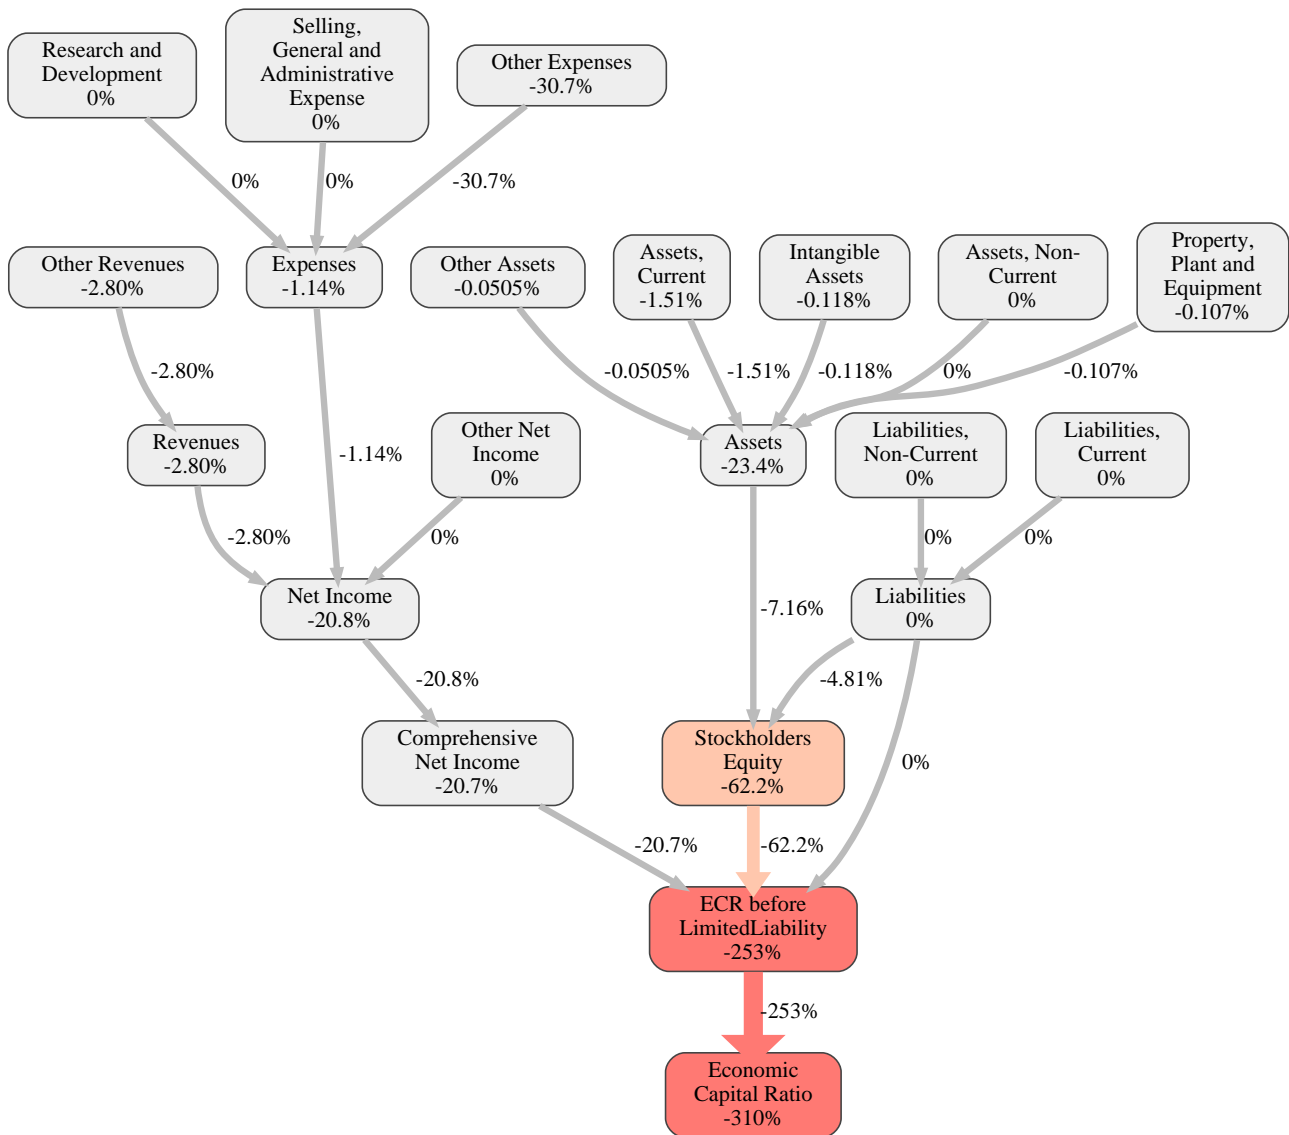 Research and
Development
0%
Selling,
General and
Administrative
Expense
0%
Other Expenses
-30.7%
0%
0%
-30.7%
Other Revenues
-2.80%
Expenses
-1.14%
Other Assets
-0.0505%
Assets,
Current
-1.51%
Intangible
Assets
-0.118%
Assets, Non-
Current
0%
Property,
Plant and
Equipment
-0.107%
-2.80%
-0.0505%
-1.51%
-0.118%
0%
-0.107%
Revenues
-2.80%
-1.14%
Other Net
Income
0%
Assets
-23.4%
Liabilities,
Non-Current
0%
Liabilities,
Current
0%
-2.80%
0%
0%
0%
Net Income
-20.8%
-7.16%
Liabilities
0%
-20.8%
-4.81%
Comprehensive
Net Income
-20.7%
Stockholders
Equity
-62.2%
0%
-20.7%
-62.2%
ECR before
LimitedLiability
-253%
-253%
Economic
Capital Ratio
-310%